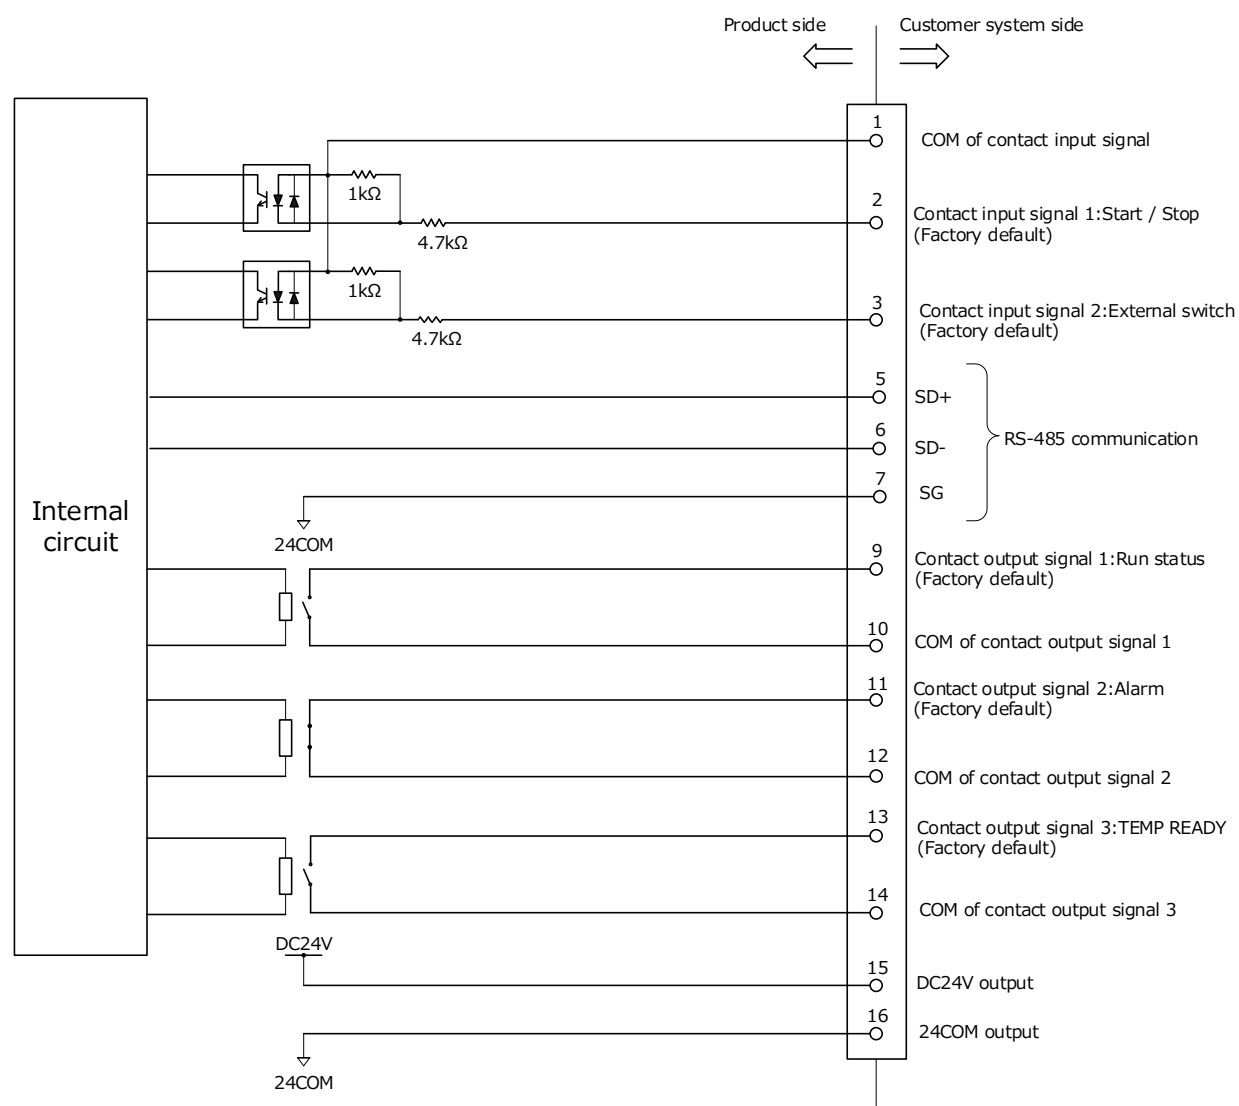 Product side
Customer system side
1
COM of contact input signal
1kΩ
2
Contact input signal 1:Start / Stop
(Factory default)
4.7kΩ
1kΩ
3
Contact input signal 2:External switch
(Factory default)
4.7kΩ
5
SD+
6
SD-
RS-485 communication
7
SG
Internal
circuit
24COM
9
Contact output signal 1:Run status
(Factory default)
10
COM of contact output signal 1
11
Contact output signal 2:Alarm
(Factory default)
12
COM of contact output signal 2
13
Contact output signal 3:TEMP READY
(Factory default)
14
COM of contact output signal 3
DC24V
15
DC24V output
16
24COM output
24COM